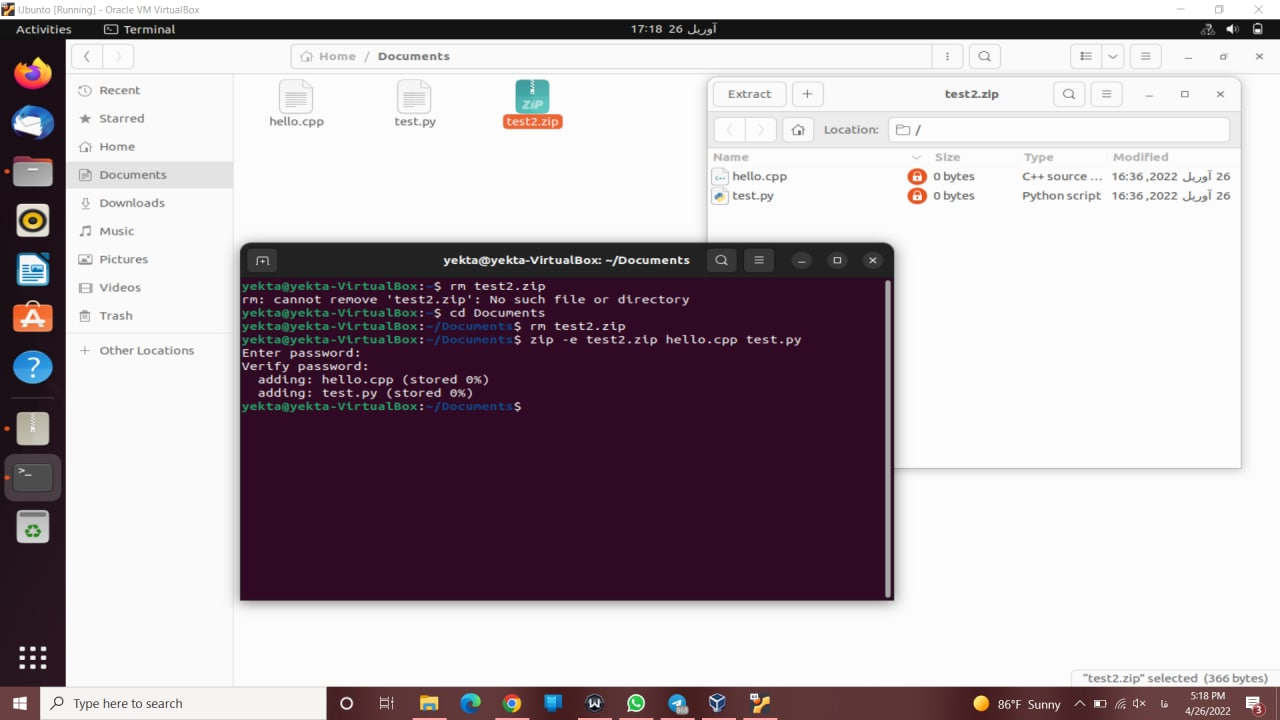 Ubunto [Running] - Oracle VM VirtualBox
Activities
Terminal
17:18 26 آوریل
Home / Documents
Recent
Starred
Home
Documents
Downloads
Music
Pictures
Videos
Trash
Other Locations
hello.cpp
test.py
ZIP
test2.zip
Extract
test2.zip
Location:
/
Name Size Type Modified
hello.cpp 0 bytes C++ source ... 26 آوریل 2022, 16:36
test.py 0 bytes Python script 26 آوریل 2022, 16:36
yekta@yekta-VirtualBox: ~/Documents
yekta@yekta-VirtualBox:~$ rm test2.zip
rm: cannot remove 'test2.zip': No such file or directory
yekta@yekta-VirtualBox:~$ cd Documents
yekta@yekta-VirtualBox:~/Documents$ rm test2.zip
yekta@yekta-VirtualBox:~/Documents$ zip -e test2.zip hello.cpp test.py
Enter password:
Verify password:
  adding: hello.cpp (stored 0%)
  adding: test.py (stored 0%)
yekta@yekta-VirtualBox:~/Documents$
"test2.zip" selected (366 bytes)
Type here to search
86°F Sunny
فا
5:18 PM
4/26/2022
3